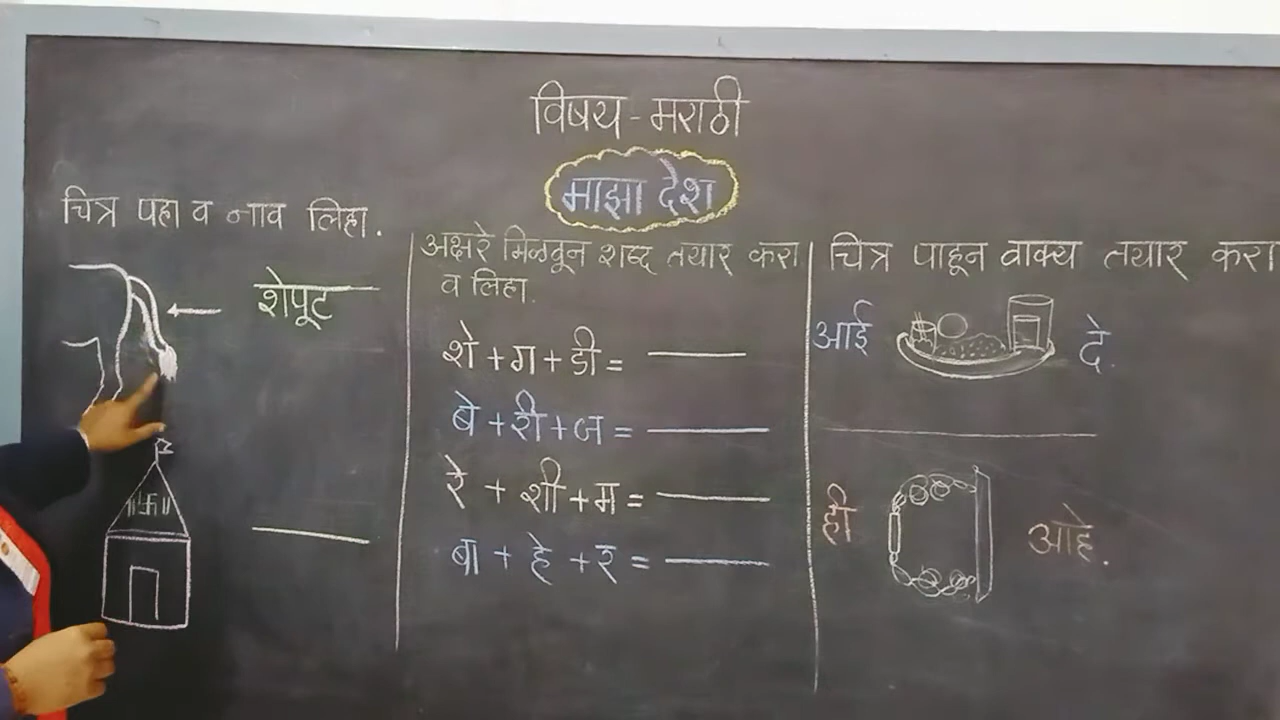 विषय - मराठी
माझा देश
चित्र पहा व नाव लिहा.
शेपूट
अक्षरे मिळवून शब्द तयार करा
व लिहा.
शे + ग + डी =
बे + री + ज =
रे + शी + म =
बा + हे + र =
चित्र पाहून वाक्य तयार करा
आई दे.
ही आहे.